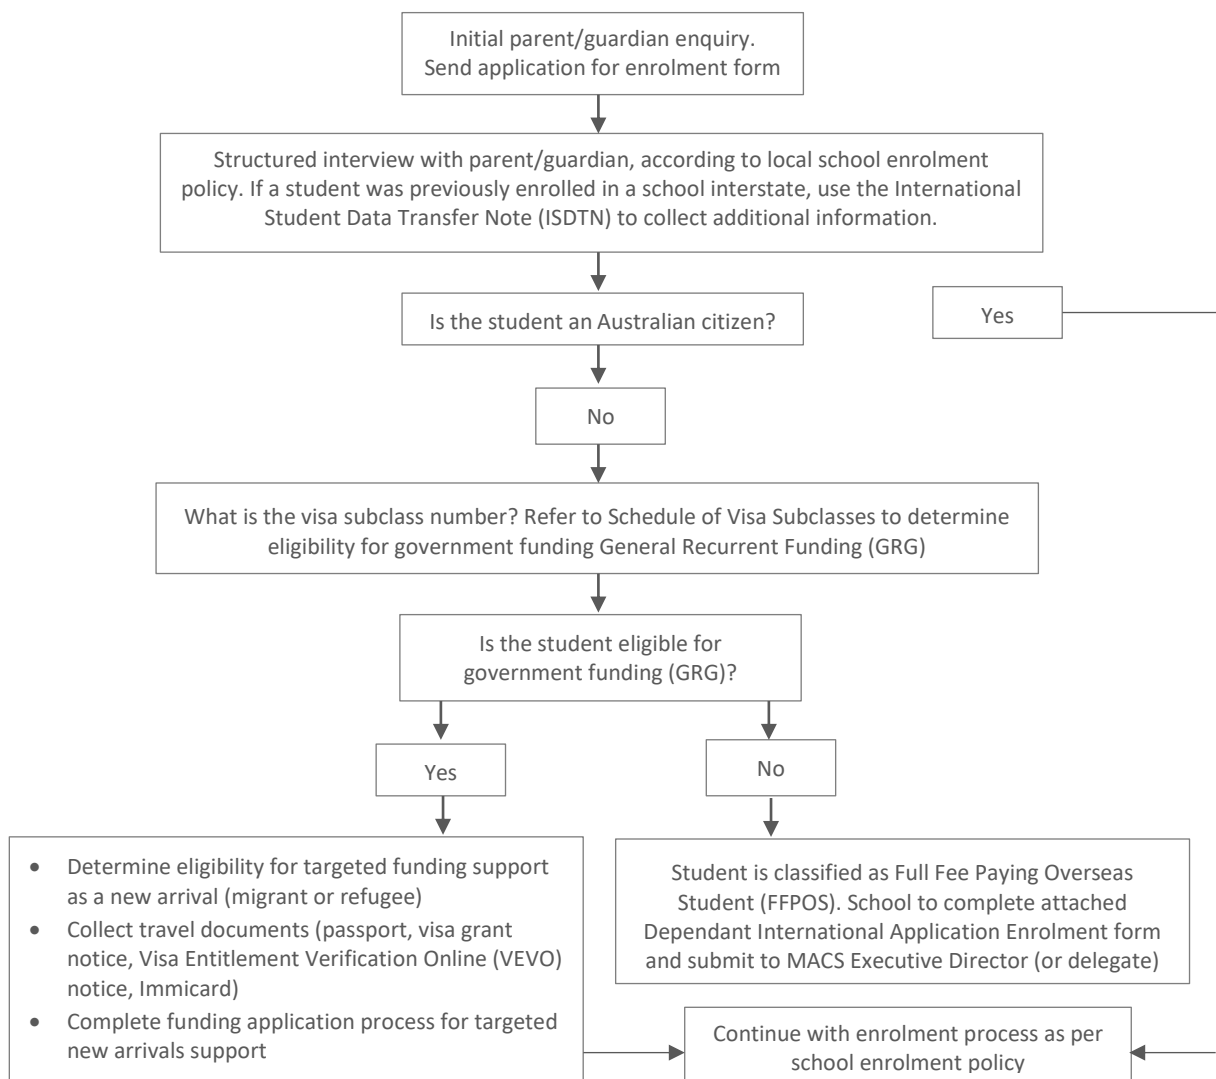 Initial parent/guardian enquiry.
Send application for enrolment form
Structured interview with parent/guardian, according to local school enrolment
policy. If a student was previously enrolled in a school interstate, use the International
Student Data Transfer Note (ISDTN) to collect additional information.
Is the student an Australian citizen?
Yes
No
What is the visa subclass number? Refer to Schedule of Visa Subclasses to determine
eligibility for government funding General Recurrent Funding (GRG)
Is the student eligible for
government funding (GRG)?
Yes
No
• Determine eligibility for targeted funding support
as a new arrival (migrant or refugee)
• Collect travel documents (passport, visa grant
notice, Visa Entitlement Verification Online (VEVO)
notice, Immicard)
• Complete funding application process for targeted
new arrivals support
Student is classified as Full Fee Paying Overseas
Student (FFPOS). School to complete attached
Dependant International Application Enrolment form
and submit to MACS Executive Director (or delegate)
Continue with enrolment process as per
school enrolment policy